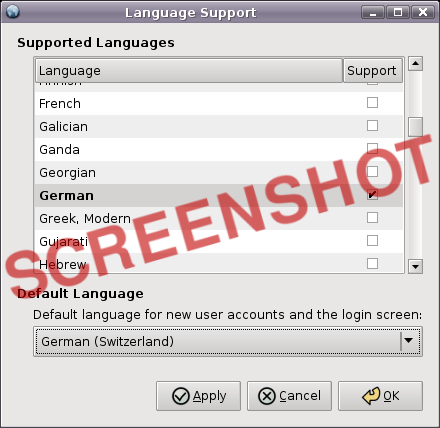 Language Support
Supported Languages
Language Support
French
Galician
Ganda
Georgian
German
Greek, Modern
Gujarati
Hebrew
SCREENSHOT
Default Language
Default language for new user accounts and the login screen:
German (Switzerland)
Apply Cancel OK